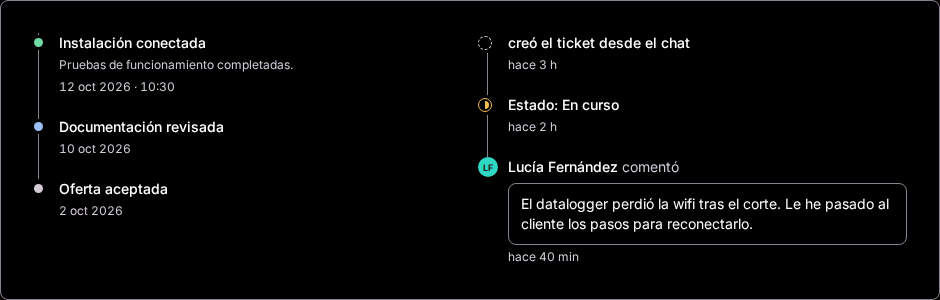 Instalación conectada
Pruebas de funcionamiento completadas.
12 oct 2026 · 10:30
Documentación revisada
10 oct 2026
Oferta aceptada
2 oct 2026
creó el ticket desde el chat
hace 3 h
Estado: En curso
hace 2 h
LF
Lucía Fernández comentó
El datalogger perdió la wifi tras el corte. Le he pasado al
cliente los pasos para reconectarlo.
hace 40 min